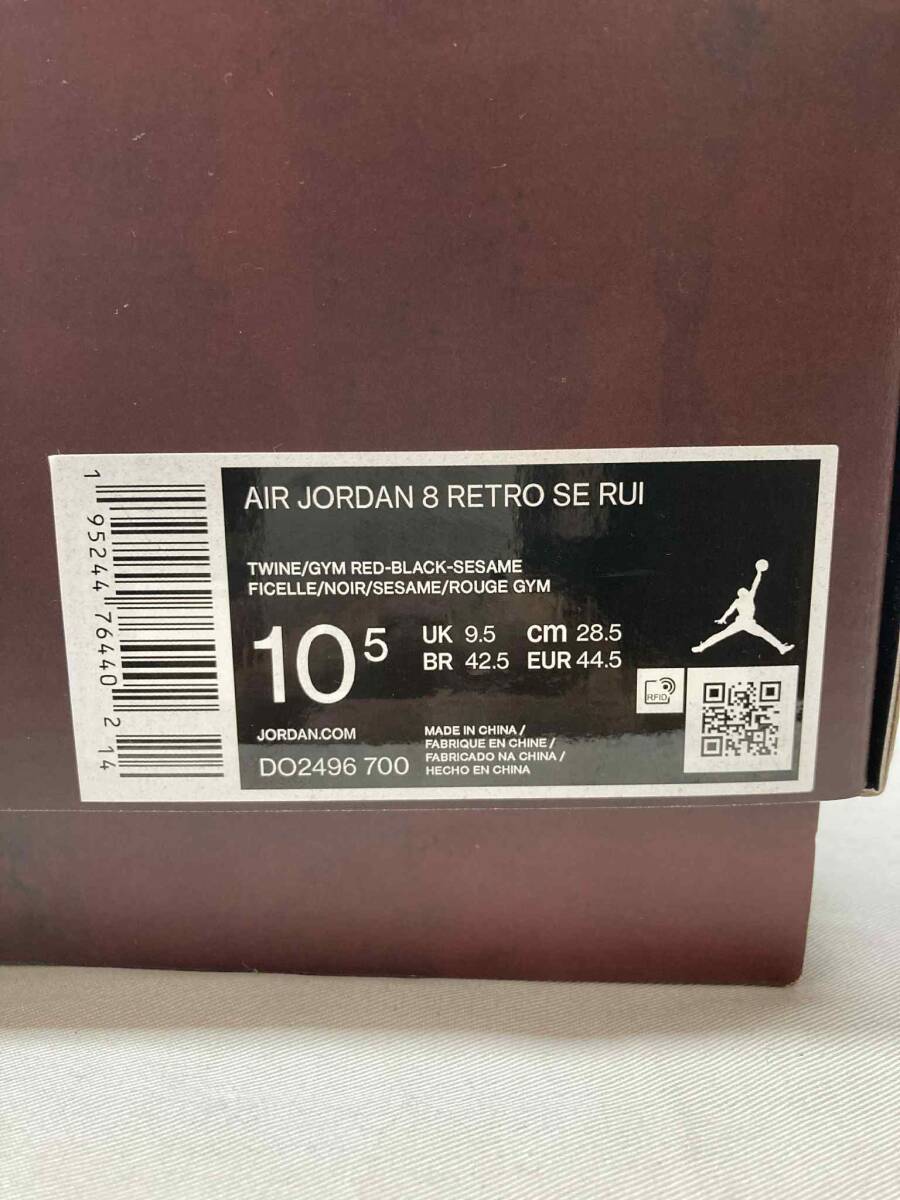 1 95244 76440 2 14
AIR JORDAN 8 RETRO SE RUI
TWINE/GYM RED-BLACK-SESAME
FICELLE/NOIR/SESAME/ROUGE GYM
10 5
UK 9.5 cm 28.5
BR 42.5 EUR 44.5
RFID
JORDAN.COM
DO2496 700
MADE IN CHINA /
FABRIQUE EN CHINE /
FABRICADO NA CHINA /
HECHO EN CHINA